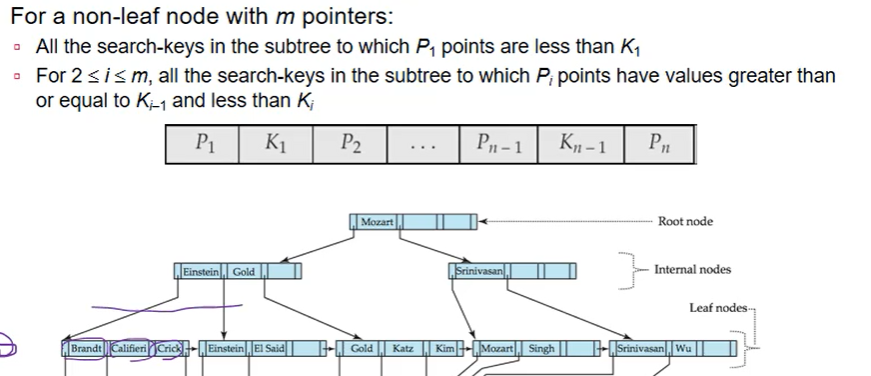 For a non-leaf node with m pointers:
▫ All the search-keys in the subtree to which P1 points are less than K1
▫ For 2 ≤ i ≤ m, all the search-keys in the subtree to which Pi points have values greater than
or equal to Ki–1 and less than Ki
P1 K1 P2 . . . Pn – 1 Kn – 1 Pn
Mozart Root node
Einstein Gold Srinivasan Internal nodes
Leaf nodes
Brandt Califieri Crick Einstein El Said Gold Katz Kim Mozart Singh Srinivasan Wu